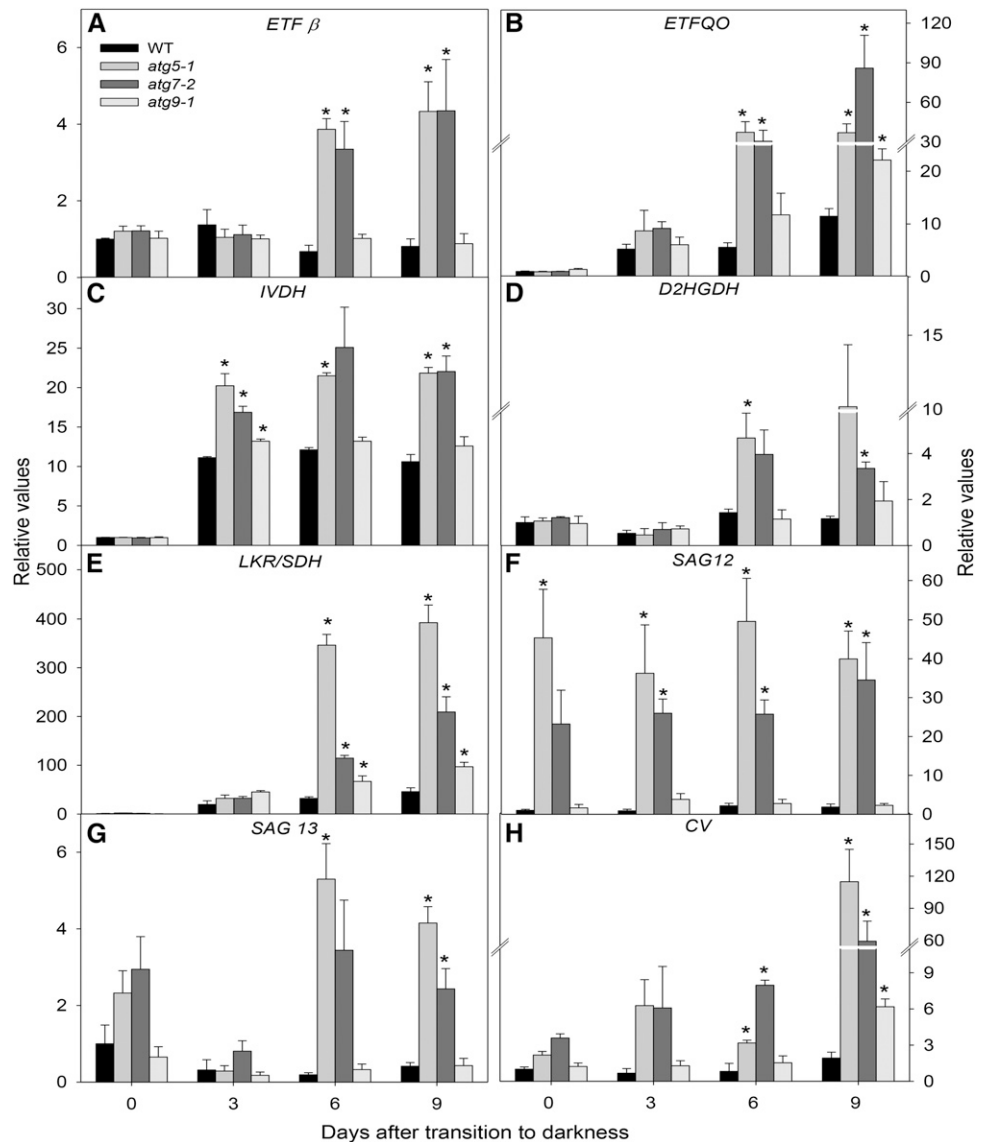 A
ETF β
WT
atg5-1
atg7-2
atg9-1
6
4
2
0
* * * *
B
ETFQO
120
90
60
30
20
10
0
* * * * *
C
IVDH
30
25
20
15
10
5
0
* * * * * *
D
D2HGDH
15
10
4
2
0
* *
E
LKR/SDH
500
400
300
200
100
0
* * * * * *
F
SAG12
60
50
40
30
20
10
0
* * * * * * *
G
SAG 13
6
4
2
0
* * *
H
CV
150
120
90
60
9
6
3
0
* * * * *
Relative values
Relative values
0 3 6 9
0 3 6 9
Days after transition to darkness